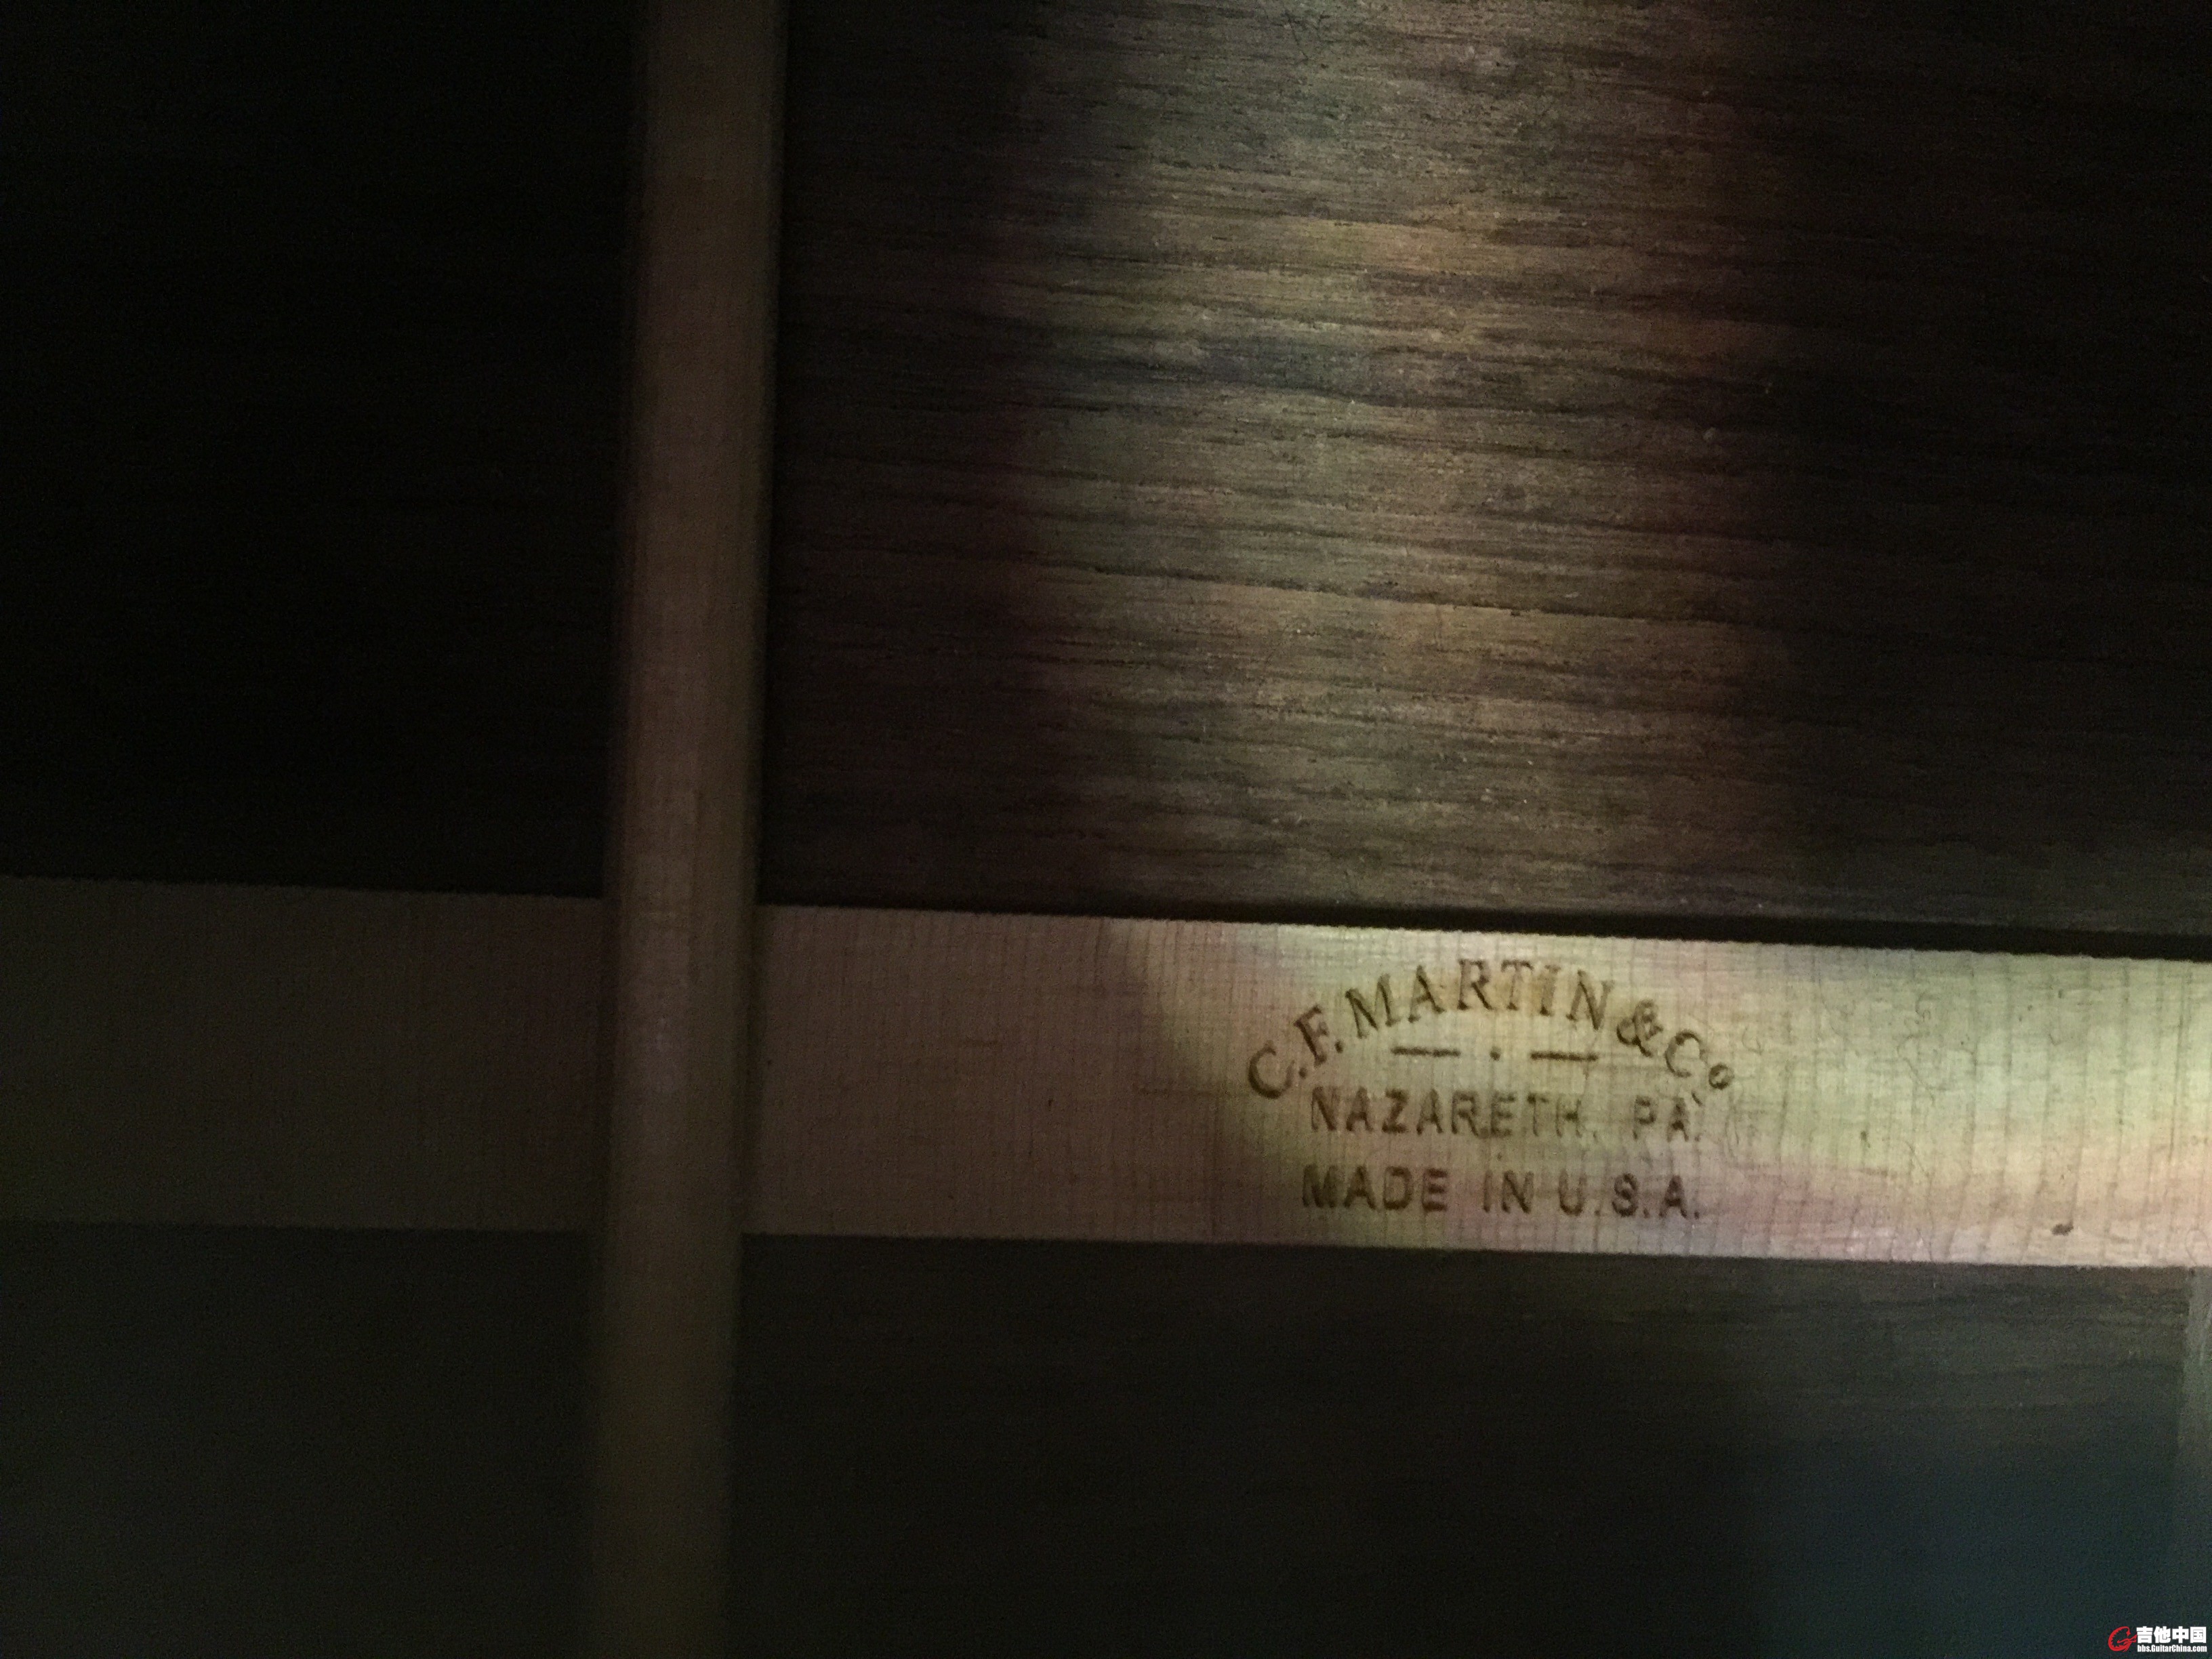 C.F. MARTIN & Co
NAZARETH, PA.
MADE IN U.S.A.
吉他中国
bbs.GuitarChina.com